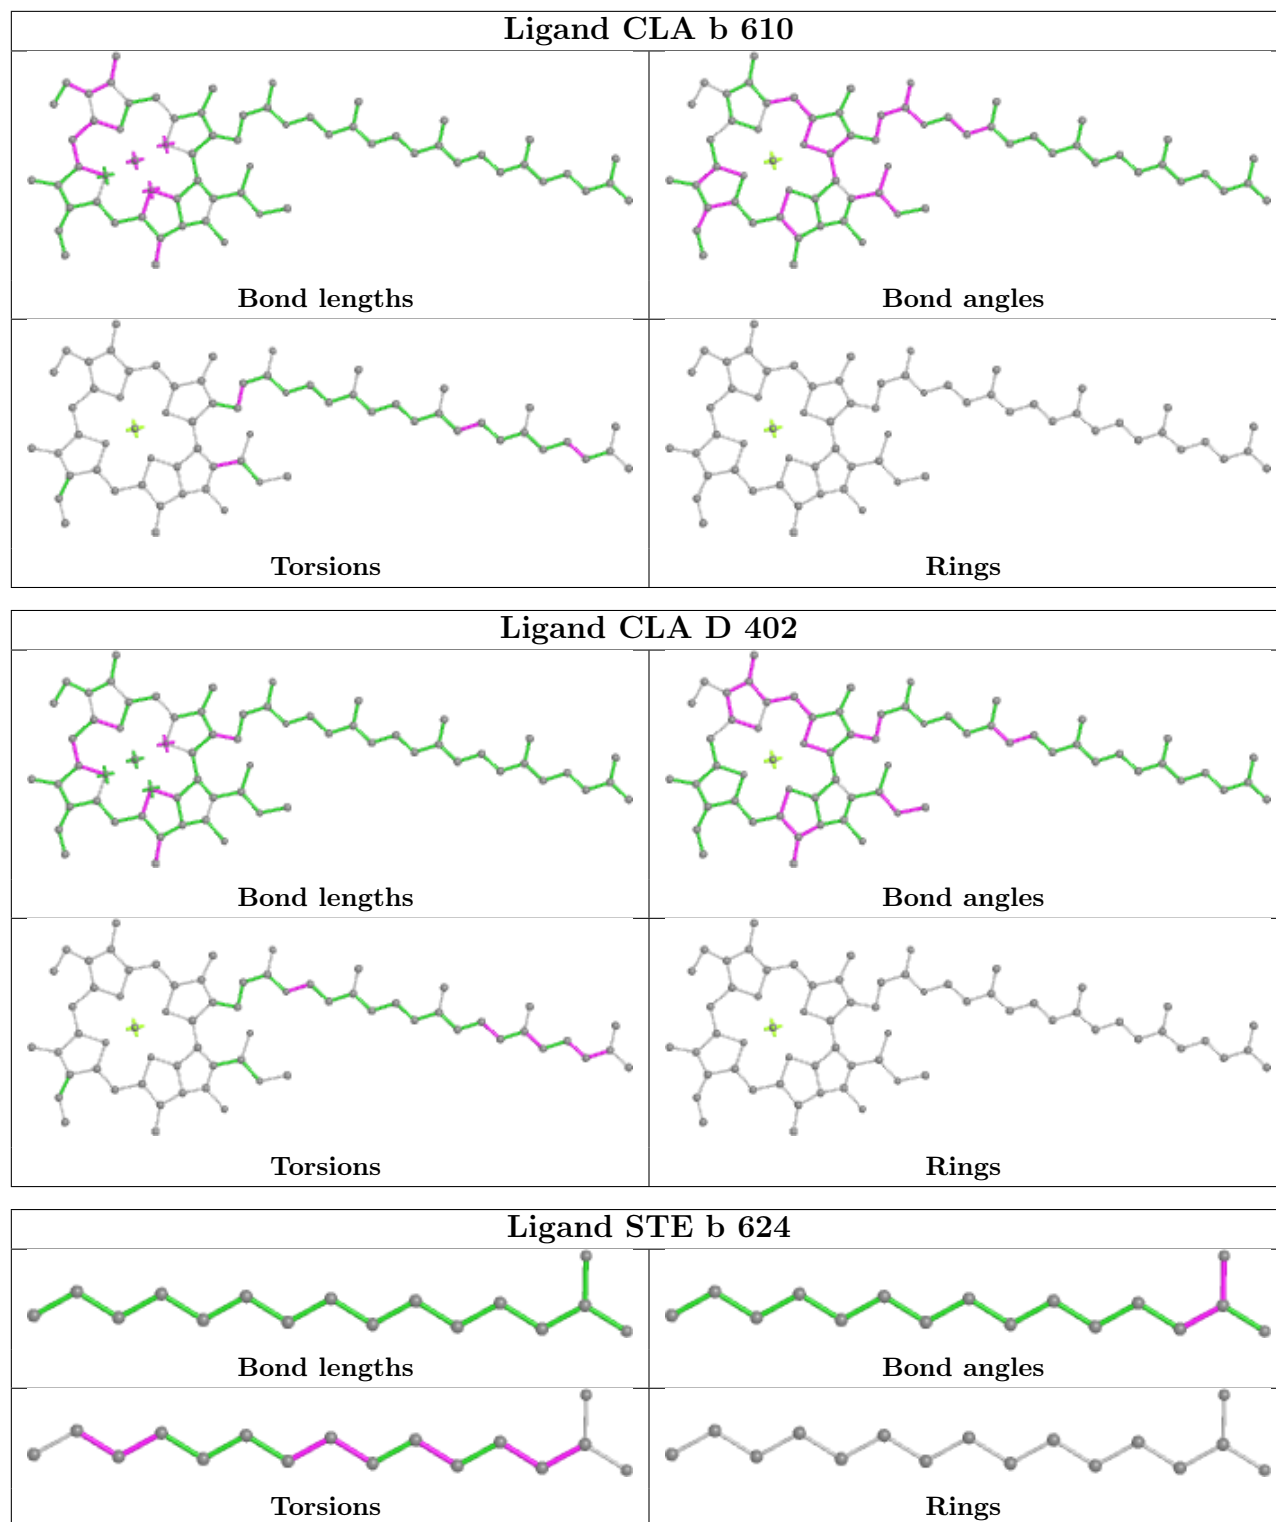 Ligand CLA b 610
Bond lengths
Bond angles
Torsions
Rings
Ligand CLA D 402
Bond lengths
Bond angles
Torsions
Rings
Ligand STE b 624
Bond lengths
Bond angles
Torsions
Rings